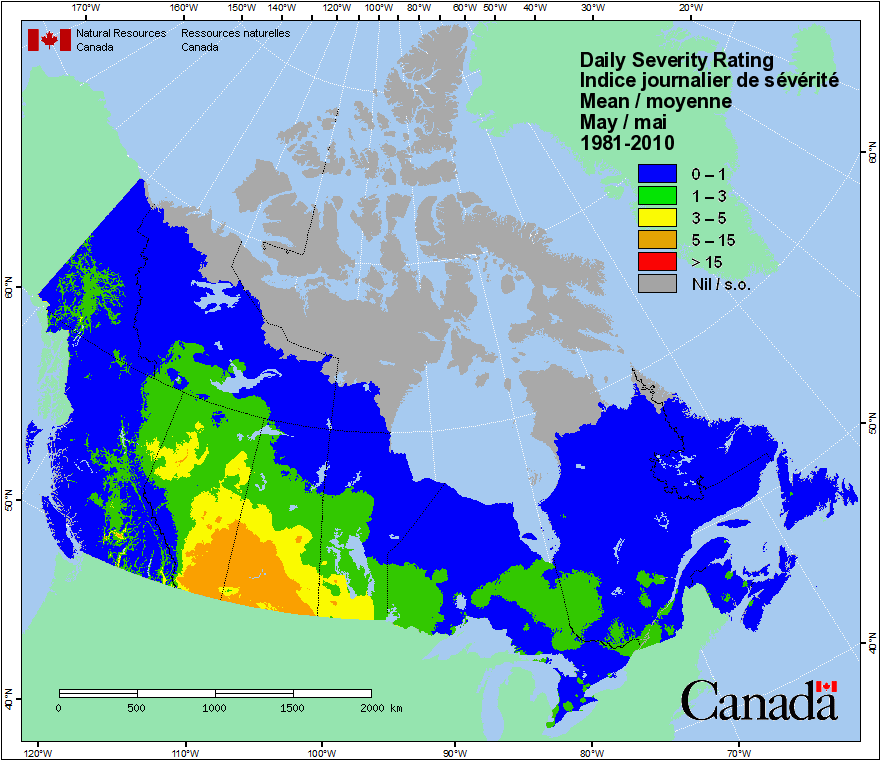 170°W 160°W 150°W 140°W 120°W 100°W 80°W 60°W 50°W 40°W 30°W 20°W
Natural Resources Ressources naturelles
Canada Canada
Daily Severity Rating
Indice journalier de sévérité
Mean / moyenne
May / mai
1981-2010
0 – 1
1 – 3
3 – 5
5 – 15
> 15
Nil / s.o.
60°N
60°N
50°N
50°N
40°N
40°N
0 500 1000 1500 2000 km
Canada
120°W 110°W 100°W 90°W 80°W 70°W